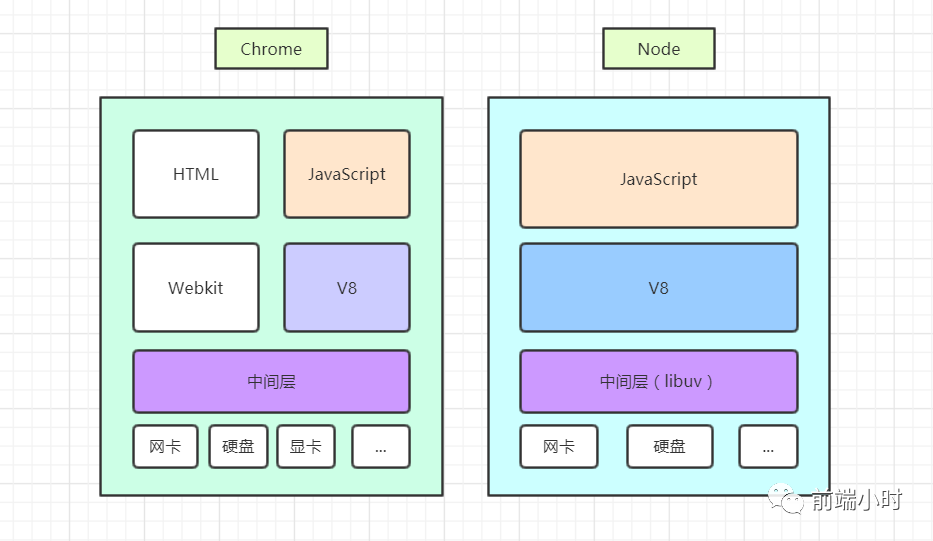 Chrome
Node
HTML
JavaScript
Webkit
V8
中间层
网卡
硬盘
显卡
...
JavaScript
V8
中间层（libuv）
网卡
硬盘
...
前端小时